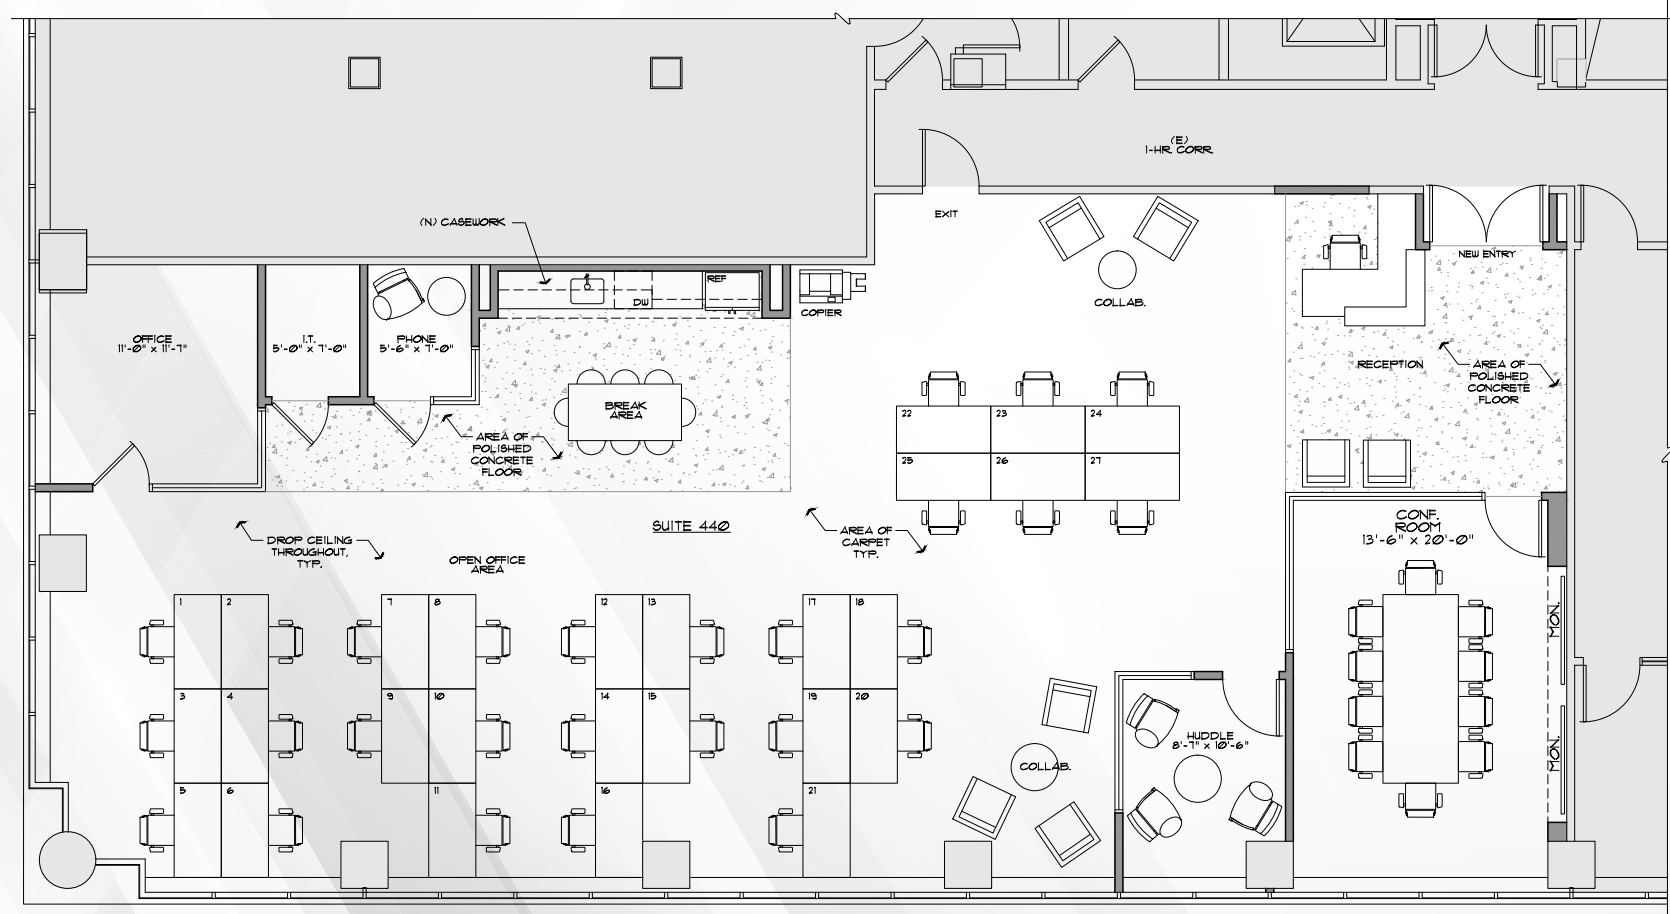 (E)
1-HR. CORR.
EXIT
(N) CASEWORK
NEW ENTRY
REF
DW
COLLAB.
COPIER
OFFICE
11'-0" x 11'-7"
I.T.
5'-0" x 7'-0"
PHONE
5'-6" x 7'-0"
RECEPTION
AREA OF
POLISHED
CONCRETE
FLOOR
BREAK
AREA
22
23
24
AREA OF
POLISHED
CONCRETE
FLOOR
25
26
27
SUITE 440
CONF.
ROOM
13'-6" x 20'-0"
DROP CEILING
THROUGHOUT,
TYP.
AREA OF
CARPET
TYP.
OPEN OFFICE
AREA
1
2
7
8
12
13
17
18
MON.
3
4
9
10
14
15
19
20
HUDDLE
8'-7" x 10'-6"
MON.
COLLAB.
5
6
11
16
21